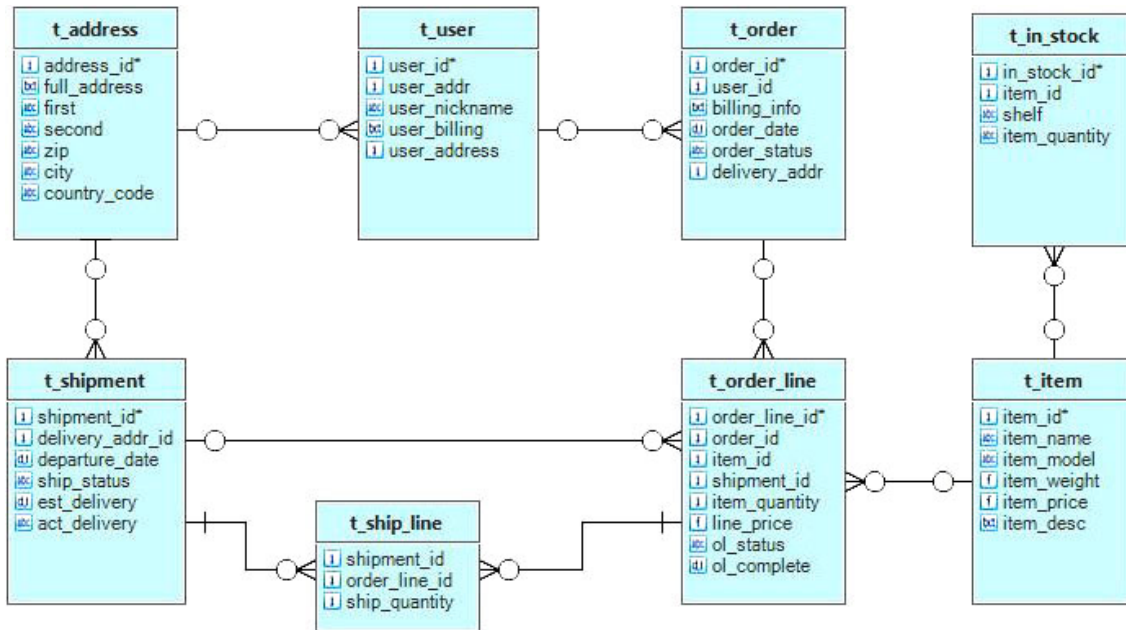 t_address
address_id*
full_address
first
second
zip
city
country_code
t_user
user_id*
user_addr
user_nickname
user_billing
user_address
t_order
order_id*
user_id
billing_info
order_date
order_status
delivery_addr
t_in_stock
in_stock_id*
item_id
shelf
item_quantity
t_shipment
shipment_id*
delivery_addr_id
departure_date
ship_status
est_delivery
act_delivery
t_ship_line
shipment_id
order_line_id
ship_quantity
t_order_line
order_line_id*
order_id
item_id
shipment_id
item_quantity
line_price
ol_status
ol_complete
t_item
item_id*
item_name
item_model
item_weight
item_price
item_desc